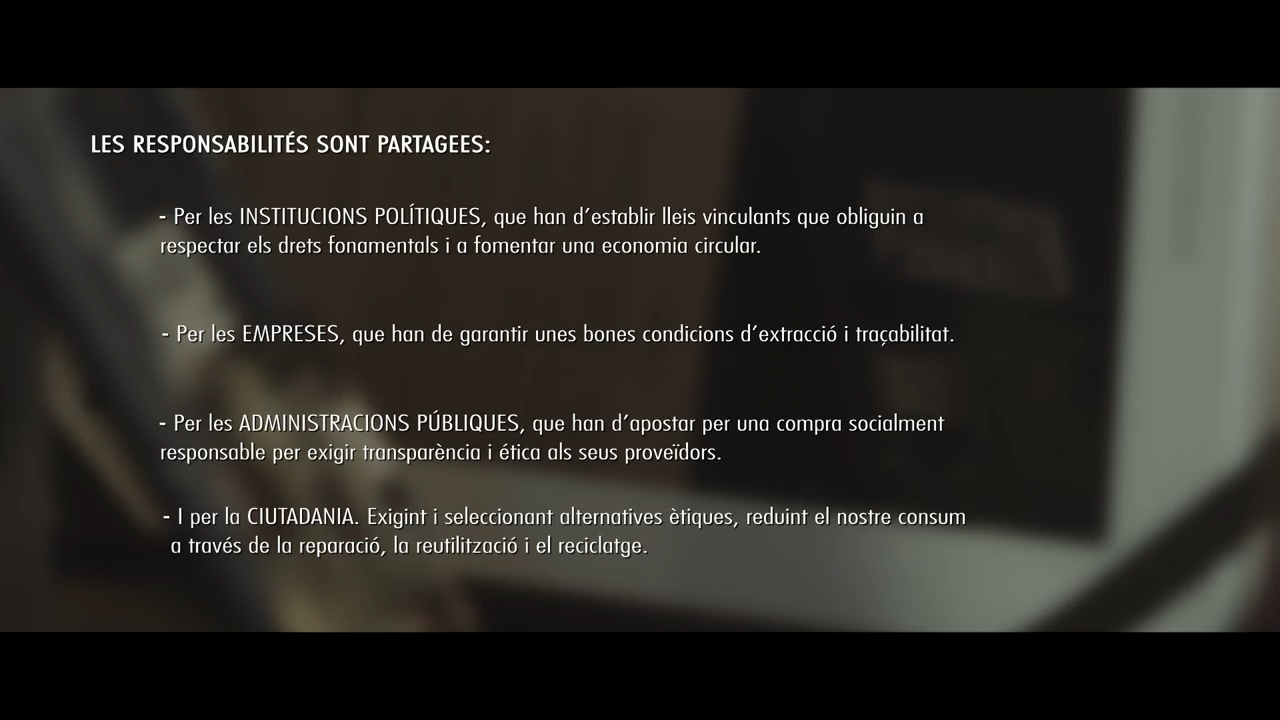 LES RESPONSABILITÉS SONT PARTAGEES:
- Per les INSTITUCIONS POLÍTIQUES, que han d'establir lleis vinculants que obliguin a
respectar els drets fonamentals i a fomentar una economia circular.
- Per les EMPRESES, que han de garantir unes bones condicions d'extracció i traçabilitat.
- Per les ADMINISTRACIONS PÚBLIQUES, que han d'apostar per una compra socialment
responsable per exigir transparència i ética als seus proveïdors.
- I per la CIUTADANIA. Exigint i seleccionant alternatives ètiques, reduint el nostre consum
a través de la reparació, la reutilització i el reciclatge.